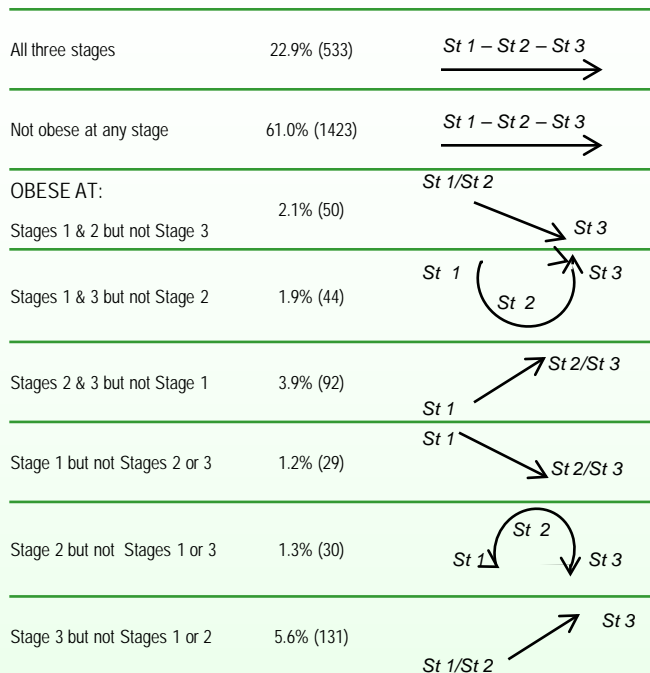 All three stages 22.9% (533) St 1 – St 2 – St 3
Not obese at any stage 61.0% (1423) St 1 – St 2 – St 3
OBESE AT:
Stages 1 & 2 but not Stage 3 2.1% (50) St 1/St 2 St 3
Stages 1 & 3 but not Stage 2 1.9% (44) St 1 St 2 St 3
Stages 2 & 3 but not Stage 1 3.9% (92) St 1 St 2/St 3
Stage 1 but not Stages 2 or 3 1.2% (29) St 1 St 2/St 3
Stage 2 but not Stages 1 or 3 1.3% (30) St 1 St 2 St 3
Stage 3 but not Stages 1 or 2 5.6% (131) St 1/St 2 St 3